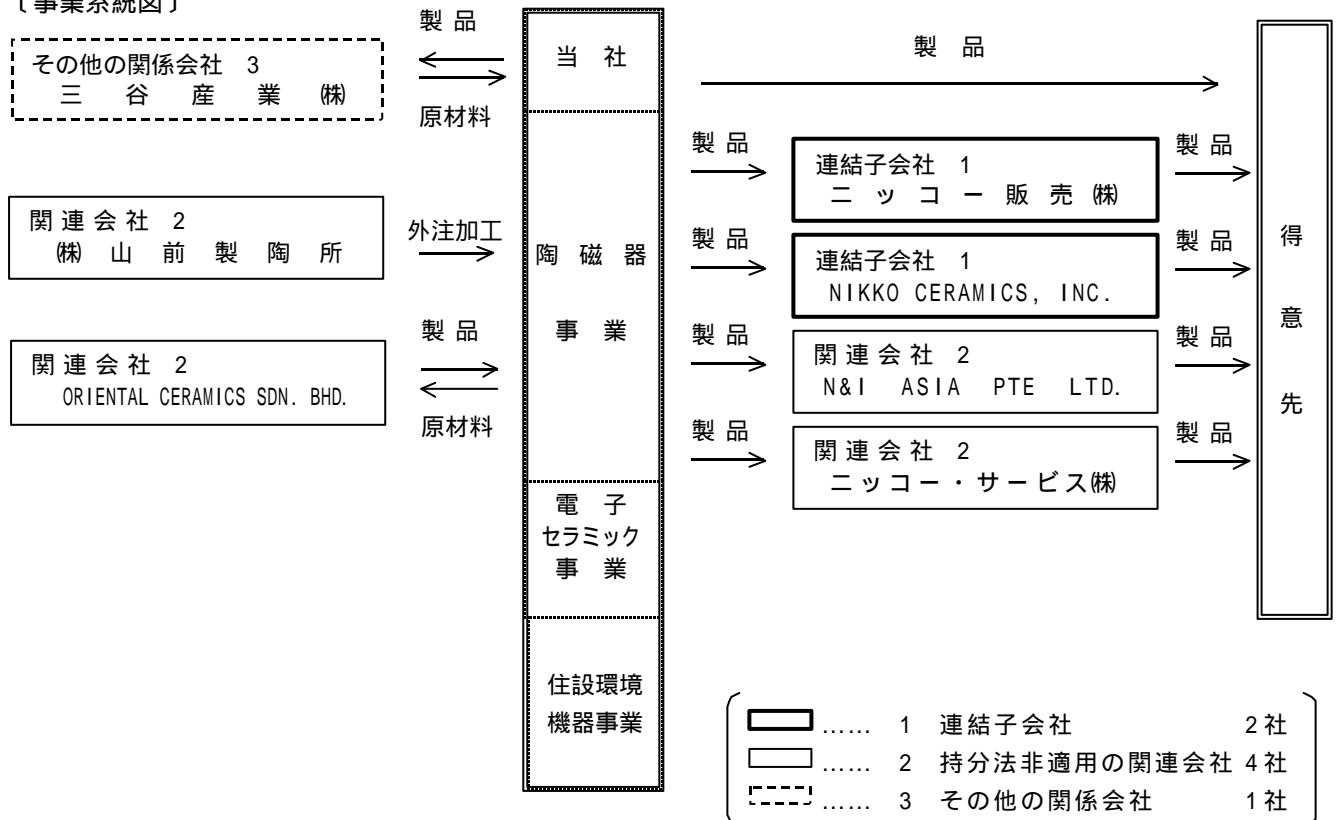 〔事業系統図〕
製 品
その他の関係会社 3
三 谷 産 業 ㈱
原材料
関連会社 2
㈱ 山 前 製 陶 所
外注加工
製 品
関連会社 2
ORIENTAL CERAMICS SDN. BHD.
原材料
当 社
陶 磁 器
事 業
電 子
セラミック
事 業
住設環境
機器事業
製 品
製 品
連結子会社 1
ニ ッ コ ー 販 売 ㈱
製 品
製 品
連結子会社 1
NIKKO CERAMICS, INC.
製 品
製 品
関連会社 2
N&I ASIA PTE LTD.
製 品
製 品
関連会社 2
ニッコー・サービス㈱
製 品
得
意
先
…… 1 連結子会社 2社
…… 2 持分法非適用の関連会社 4社
…… 3 その他の関係会社 1社